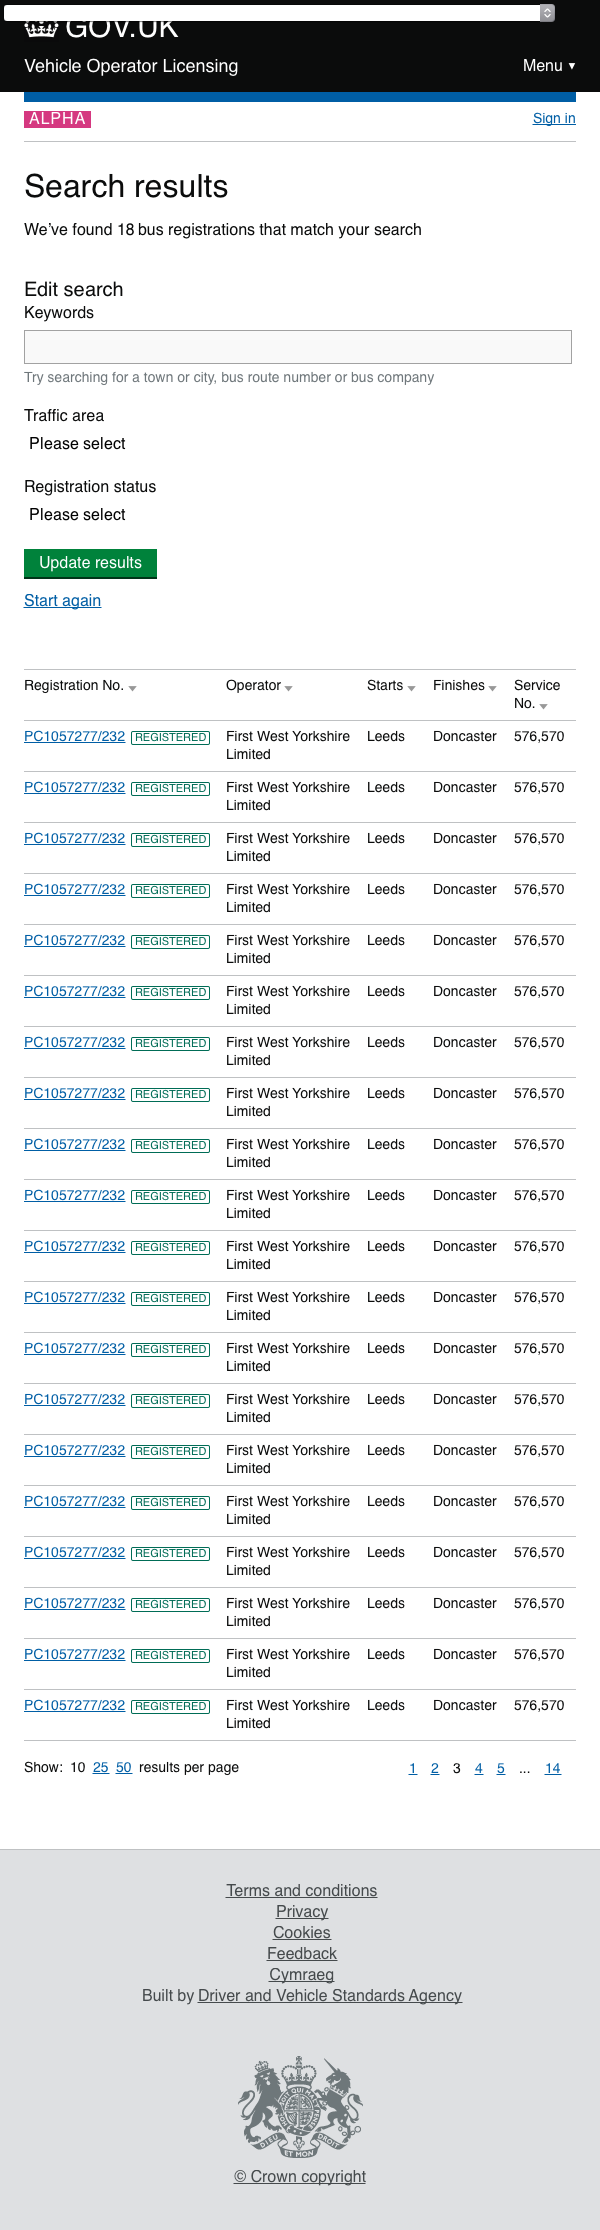 GOV.UK
Vehicle Operator Licensing Menu ▼
ALPHA Sign in
Search results
We’ve found 18 bus registrations that match your search
Edit search
Keywords
Try searching for a town or city, bus route number or bus company
Traffic area
Please select
Registration status
Please select
Update results
Start again
Registration No. Operator Starts Finishes Service
No.
PC1057277/232 REGISTERED First West Yorkshire Leeds Doncaster 576,570
Limited
PC1057277/232 REGISTERED First West Yorkshire Leeds Doncaster 576,570
Limited
PC1057277/232 REGISTERED First West Yorkshire Leeds Doncaster 576,570
Limited
PC1057277/232 REGISTERED First West Yorkshire Leeds Doncaster 576,570
Limited
PC1057277/232 REGISTERED First West Yorkshire Leeds Doncaster 576,570
Limited
PC1057277/232 REGISTERED First West Yorkshire Leeds Doncaster 576,570
Limited
PC1057277/232 REGISTERED First West Yorkshire Leeds Doncaster 576,570
Limited
PC1057277/232 REGISTERED First West Yorkshire Leeds Doncaster 576,570
Limited
PC1057277/232 REGISTERED First West Yorkshire Leeds Doncaster 576,570
Limited
PC1057277/232 REGISTERED First West Yorkshire Leeds Doncaster 576,570
Limited
PC1057277/232 REGISTERED First West Yorkshire Leeds Doncaster 576,570
Limited
PC1057277/232 REGISTERED First West Yorkshire Leeds Doncaster 576,570
Limited
PC1057277/232 REGISTERED First West Yorkshire Leeds Doncaster 576,570
Limited
PC1057277/232 REGISTERED First West Yorkshire Leeds Doncaster 576,570
Limited
PC1057277/232 REGISTERED First West Yorkshire Leeds Doncaster 576,570
Limited
PC1057277/232 REGISTERED First West Yorkshire Leeds Doncaster 576,570
Limited
PC1057277/232 REGISTERED First West Yorkshire Leeds Doncaster 576,570
Limited
PC1057277/232 REGISTERED First West Yorkshire Leeds Doncaster 576,570
Limited
PC1057277/232 REGISTERED First West Yorkshire Leeds Doncaster 576,570
Limited
PC1057277/232 REGISTERED First West Yorkshire Leeds Doncaster 576,570
Limited
Show: 10 25 50 results per page 1 2 3 4 5 ... 14
Terms and conditions
Privacy
Cookies
Feedback
Cymraeg
Built by Driver and Vehicle Standards Agency
DIEU ET MON DROIT
© Crown copyright